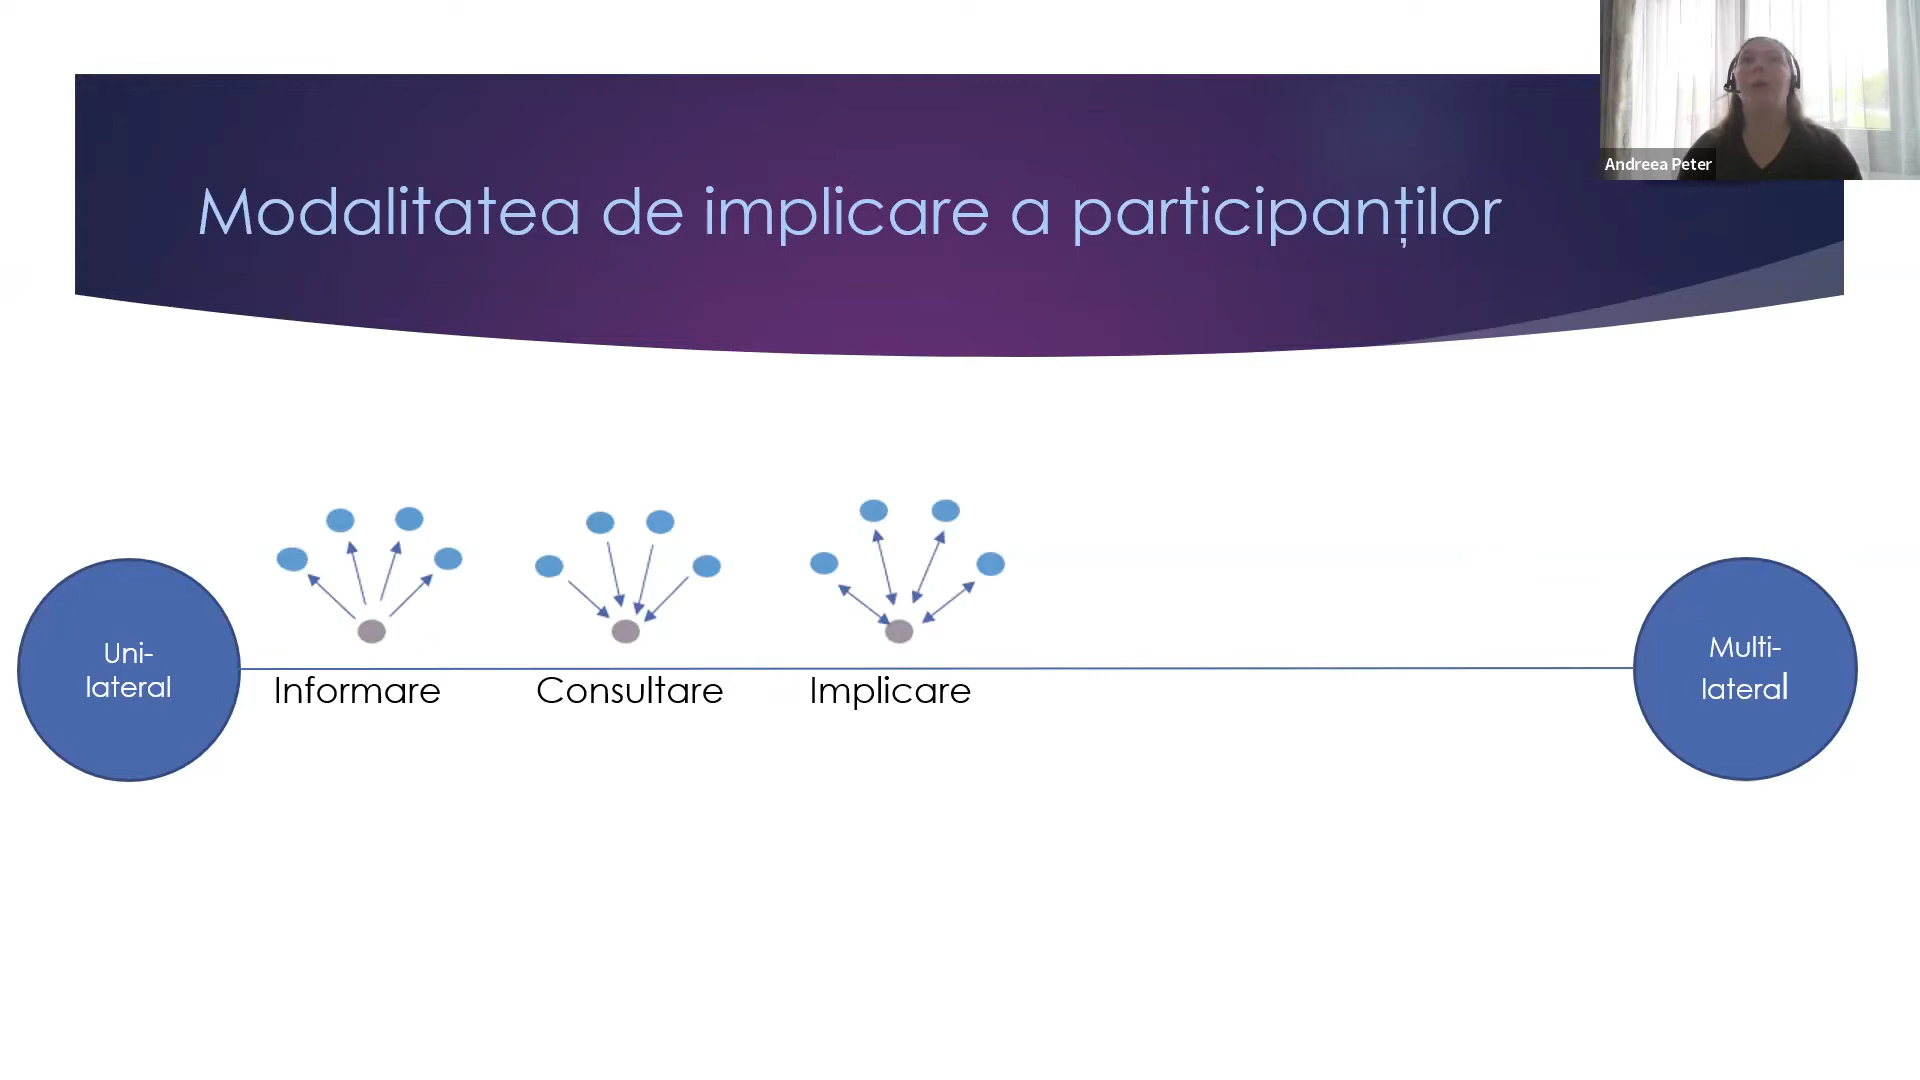 Andreea Peter
Modalitatea de implicare a participanților
Uni-
lateral
Informare
Consultare
Implicare
Multi-
lateral